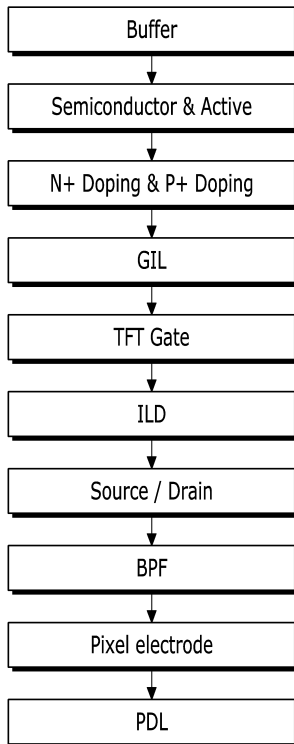 Buffer
Semiconductor & Active
N+ Doping & P+ Doping
GIL
TFT Gate
ILD
Source / Drain
BPF
Pixel electrode
PDL